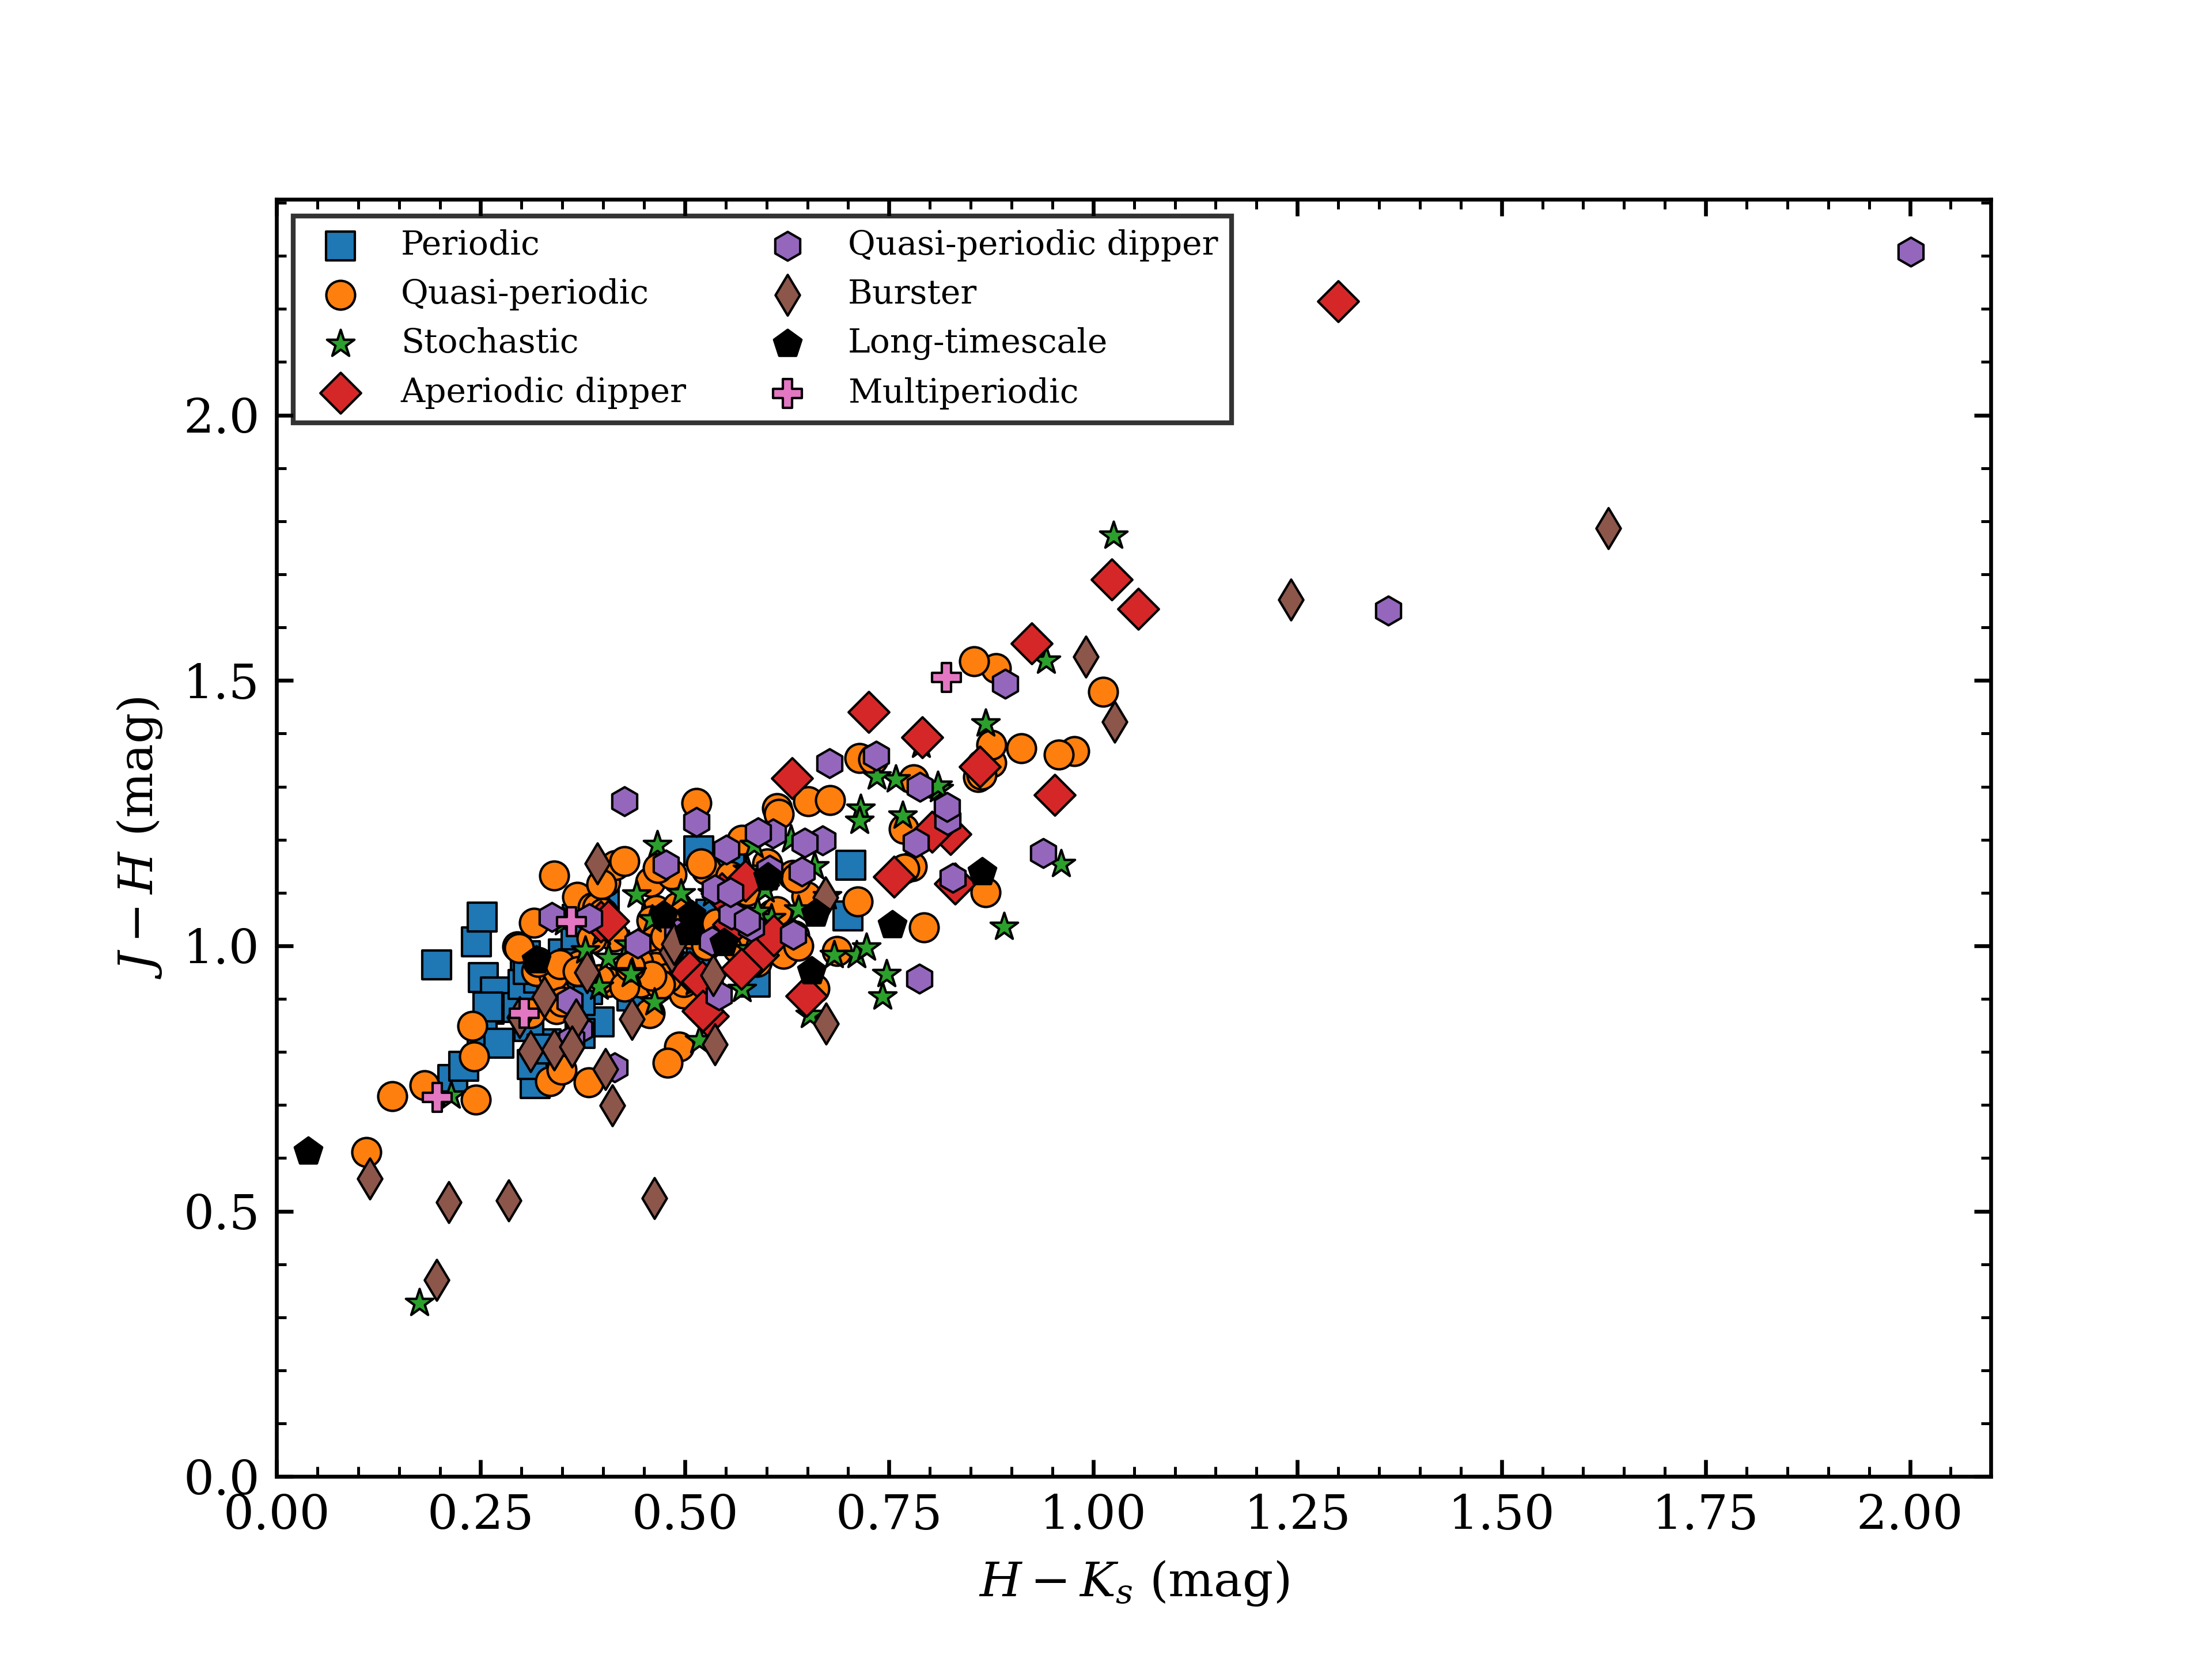 Periodic
Quasi-periodic
Stochastic
Aperiodic dipper
Quasi-periodic dipper
Burster
Long-timescale
Multiperiodic
2.0
1.5
1.0
0.5
0.0
J − H (mag)
0.00 0.25 0.50 0.75 1.00 1.25 1.50 1.75 2.00
H − Kₛ (mag)